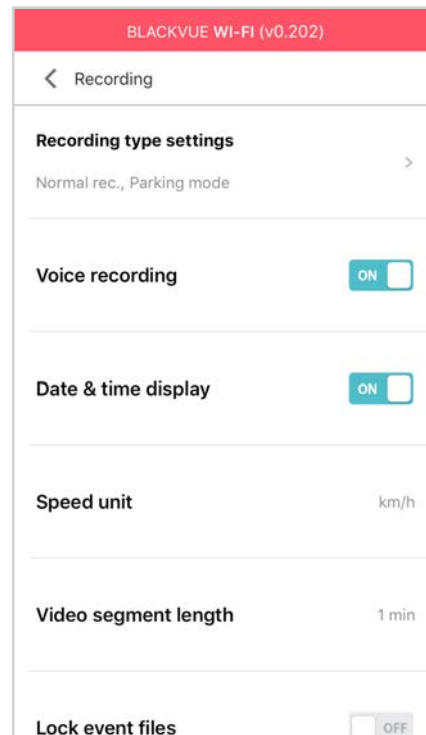 BLACKVUE WI-FI (v0.202)
Recording
Recording type settings
Normal rec., Parking mode
Voice recording
ON
Date & time display
ON
Speed unit
km/h
Video segment length
1 min
Lock event files
OFF